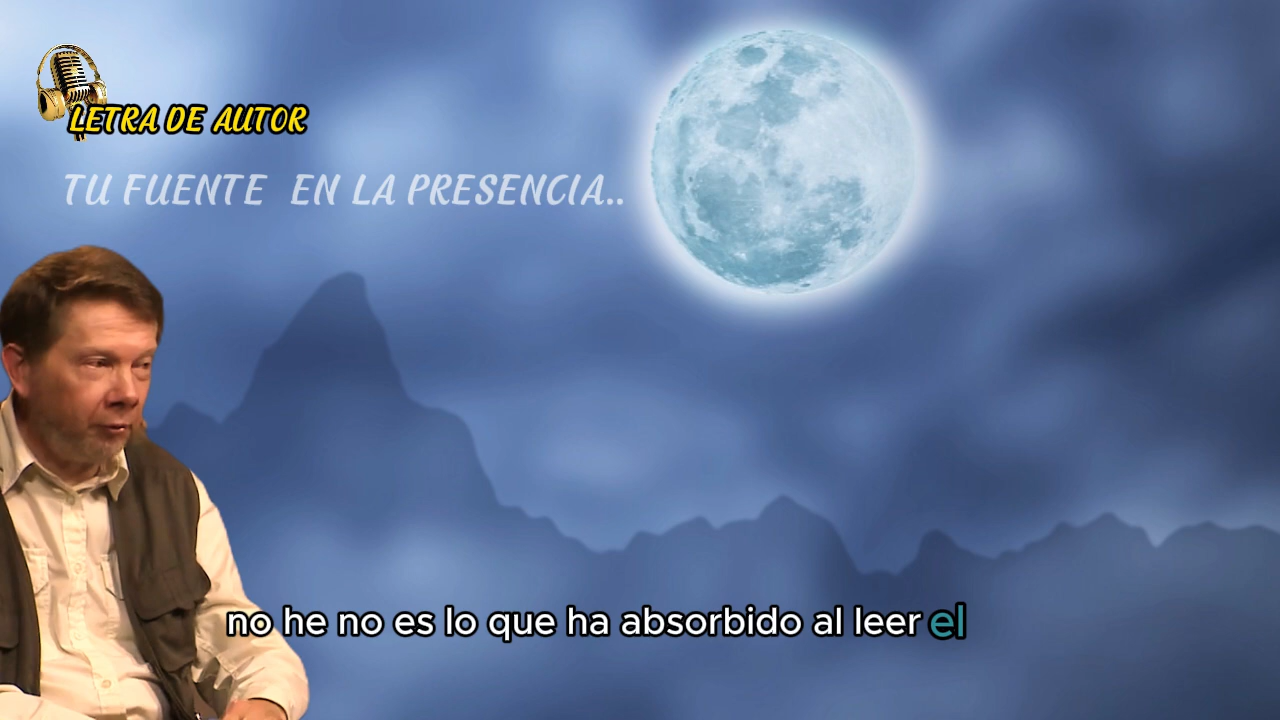 LETRA DE AUTOR
TU FUENTE EN LA PRESENCIA..
no he no es lo que ha absorbido al leer el